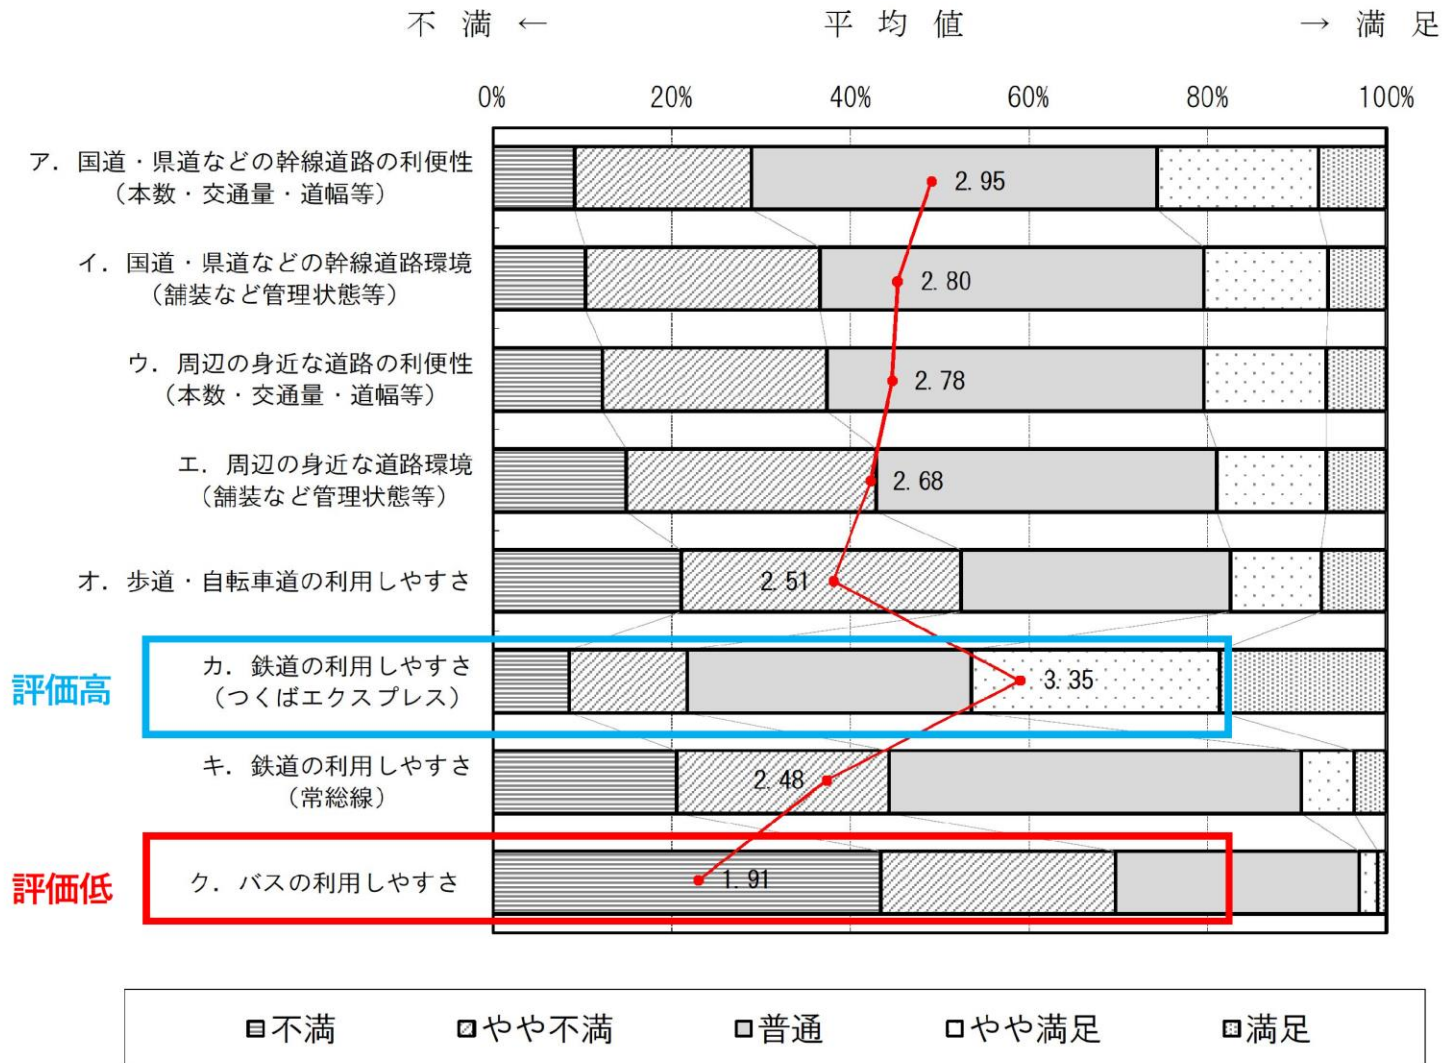 不 満 ←　平 均 値　→ 満 足
0%　20%　40%　60%　80%　100%
ア．国道・県道などの幹線道路の利便性
（本数・交通量・道幅等）
2.95
イ．国道・県道などの幹線道路環境
（舗装など管理状態等）
2.80
ウ．周辺の身近な道路の利便性
（本数・交通量・道幅等）
2.78
エ．周辺の身近な道路環境
（舗装など管理状態等）
2.68
オ．歩道・自転車道の利用しやすさ
2.51
評価高
カ．鉄道の利用しやすさ
（つくばエクスプレス）
3.35
キ．鉄道の利用しやすさ
（常総線）
2.48
評価低
ク．バスの利用しやすさ
1.91
不満　やや不満　普通　やや満足　満足